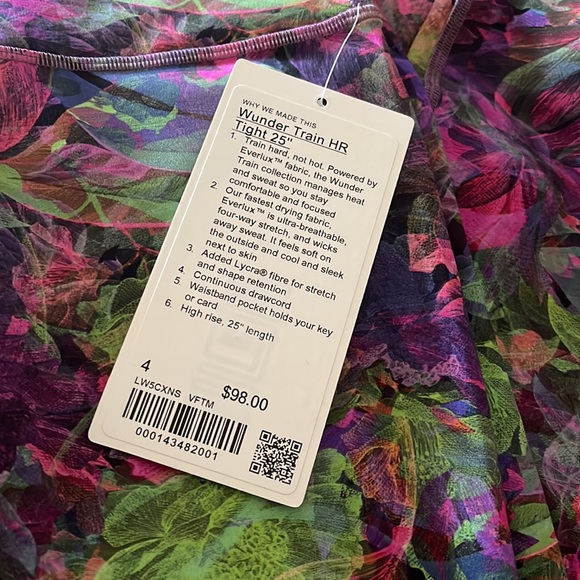 WHY WE MADE THIS
Wunder Train HR
Tight 25"
1. Train hard, not hot. Powered by
Everlux™ fabric, the Wunder
Train collection manages heat
and sweat so you stay
comfortable and focused
2. Our fastest drying fabric,
Everlux™ is ultra-breathable,
four-way stretch, and wicks
away sweat. It feels soft on
the outside and cool and sleek
next to skin
3. Added Lycra® fibre for stretch
and shape retention
4. Continuous drawcord
5. Waistband pocket holds your key
or card
6. High rise, 25" length
4
$98.00
LW5CXNS VFTM
000143482001